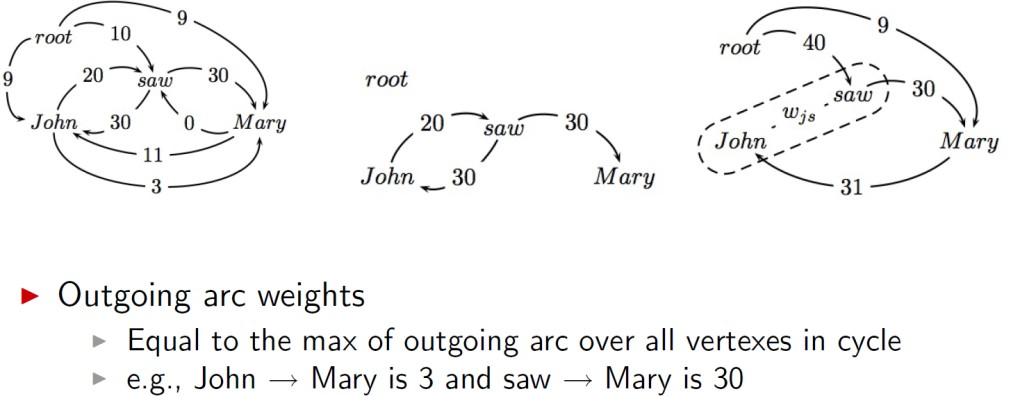 root 10 9
9 20 saw 30
John 30 0 Mary
11
3
root
20 saw 30
John 30 Mary
root 40 9
saw 30
w_js
John Mary
31
Outgoing arc weights
Equal to the max of outgoing arc over all vertexes in cycle
e.g., John → Mary is 3 and saw → Mary is 30